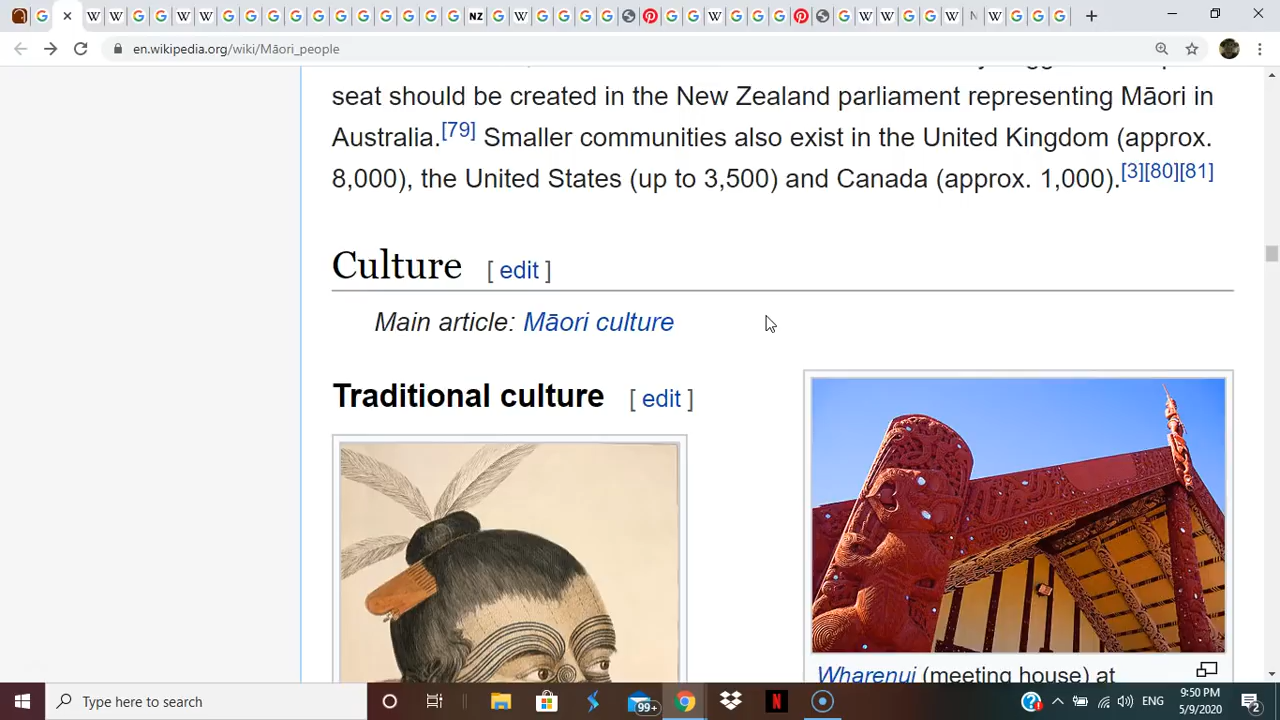 NZ
en.wikipedia.org/wiki/Māori_people
seat should be created in the New Zealand parliament representing Māori in
Australia.[79] Smaller communities also exist in the United Kingdom (approx.
8,000), the United States (up to 3,500) and Canada (approx. 1,000).[3][80][81]
Culture [ edit ]
Main article: Māori culture
Traditional culture [ edit ]
Wharenui (meeting house) at
Type here to search
99+
ENG
9:50 PM
5/9/2020
2